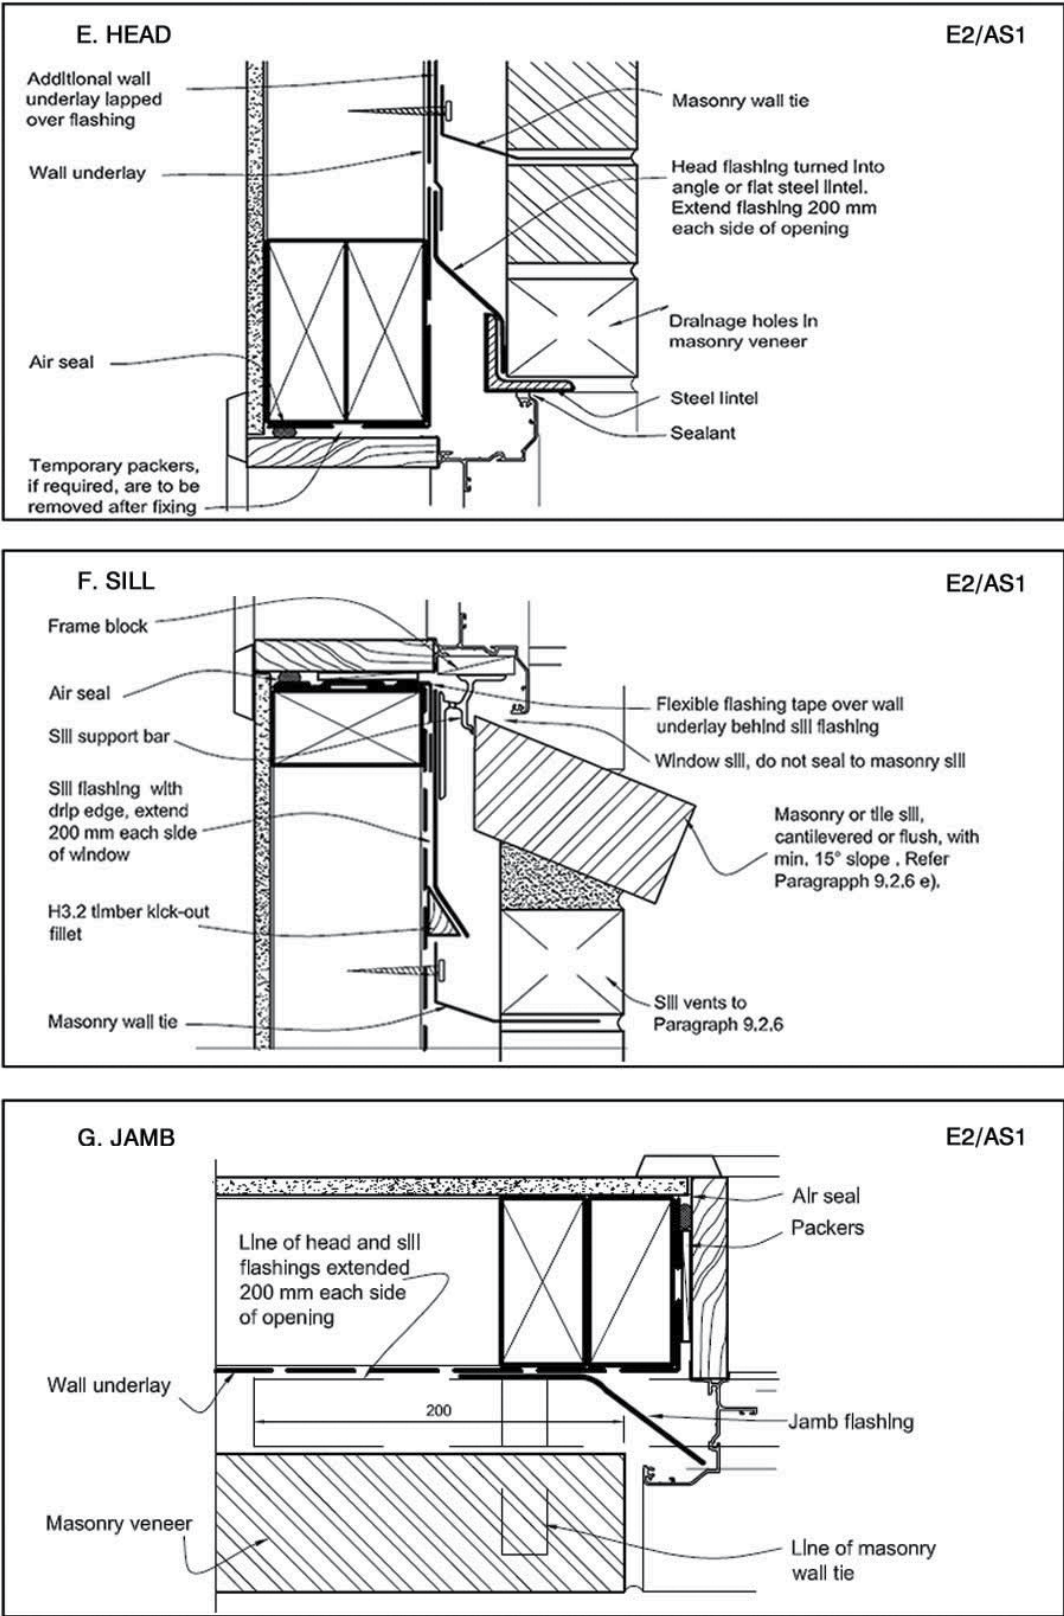 E. HEAD
E2/AS1
Additional wall
underlay lapped
over flashing
Wall underlay
Air seal
Temporary packers,
if required, are to be
removed after fixing
Masonry wall tie
Head flashing turned into
angle or flat steel lintel.
Extend flashing 200 mm
each side of opening
Drainage holes in
masonry veneer
Steel lintel
Sealant
F. SILL
E2/AS1
Frame block
Air seal
Sill support bar
Sill flashing with
drip edge, extend
200 mm each side
of window
H3.2 timber kick-out
fillet
Masonry wall tie
Flexible flashing tape over wall
underlay behind sill flashing
Window sill, do not seal to masonry sill
Masonry or tile sill,
cantilevered or flush, with
min. 15° slope . Refer
Paragrapph 9.2.6 e).
Sill vents to
Paragraph 9.2.6
G. JAMB
E2/AS1
Air seal
Packers
Line of head and sill
flashings extended
200 mm each side
of opening
Wall underlay
200
Jamb flashing
Masonry veneer
Line of masonry
wall tie